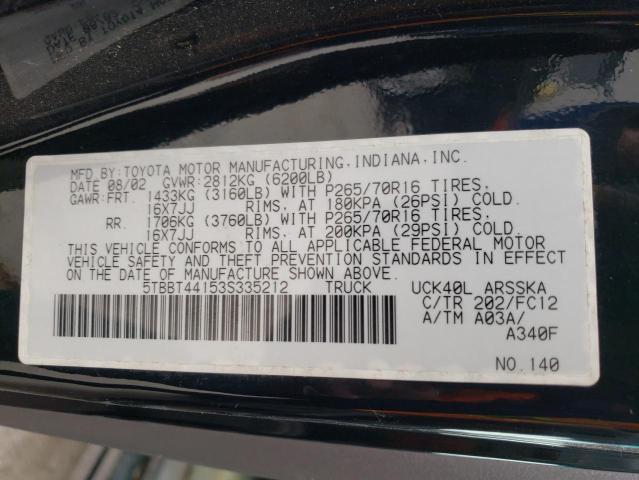 MFD.BY:TOYOTA MOTOR MANUFACTURING,INDIANA,INC.
DATE 08/02 GVWR:2812KG (6200LB)
GAWR:FRT. 1433KG (3160LB) WITH P265/70R16 TIRES,
16X7JJ RIMS, AT 180KPA (26PSI) COLD.
RR. 1706KG (3760LB) WITH P265/70R16 TIRES,
16X7JJ RIMS, AT 200KPA (29PSI) COLD.
THIS VEHICLE CONFORMS TO ALL APPLICABLE FEDERAL MOTOR
VEHICLE SAFETY AND THEFT PREVENTION STANDARDS IN EFFECT
ON THE DATE OF MANUFACTURE SHOWN ABOVE.
5TBBT44153S335212 TRUCK
UCK40L ARSSKA
C/TR 202/FC12
A/TM A03A/
A340F
NO.140